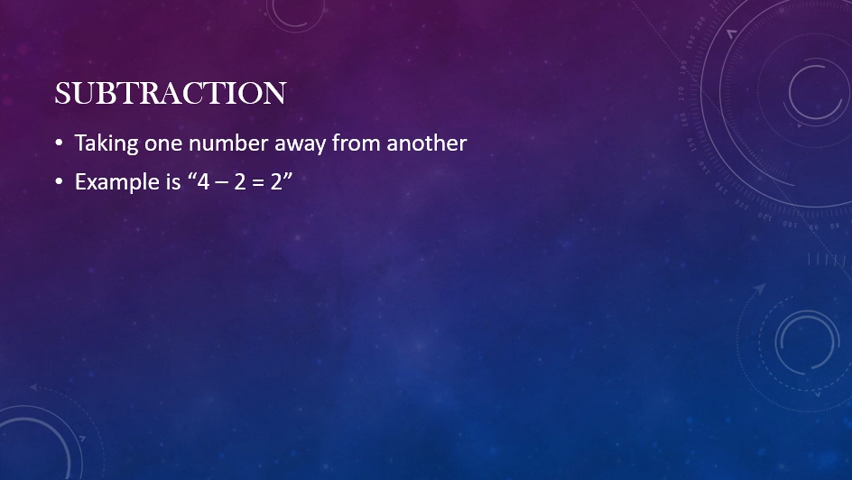 SUBTRACTION
• Taking one number away from another
• Example is “4 – 2 = 2”